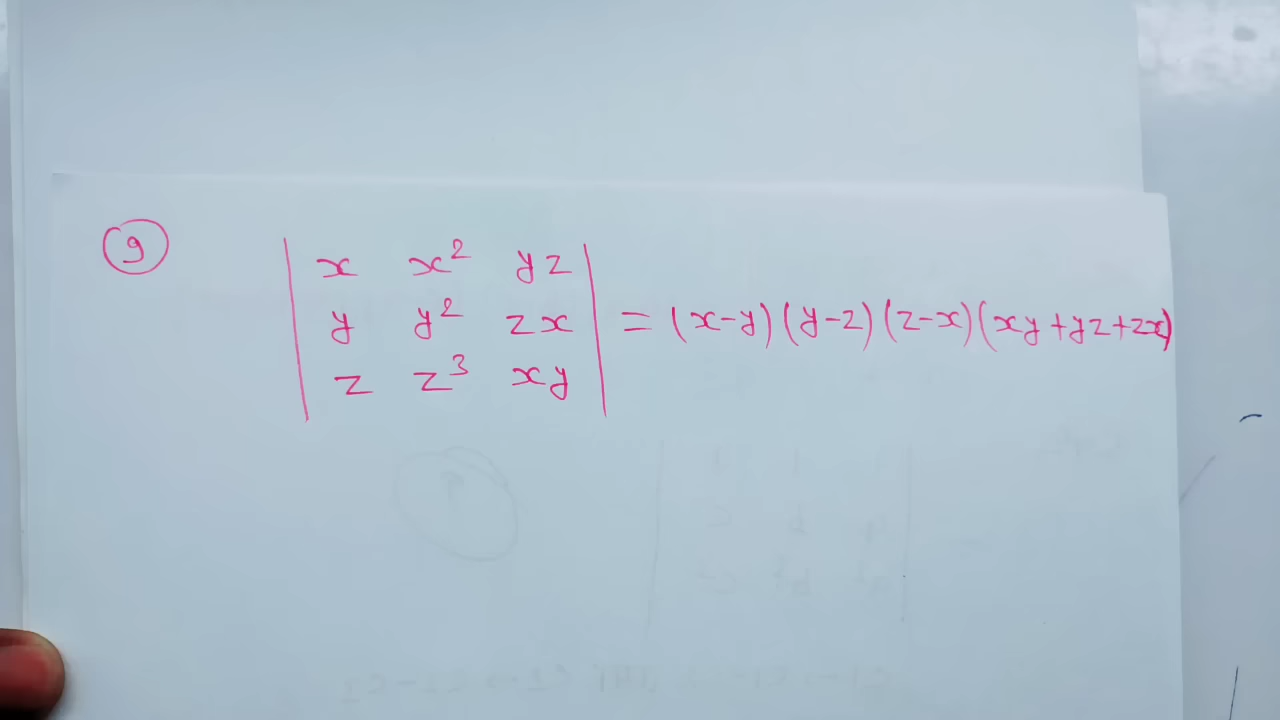 9
x x² yz
y y² zx = (x-y)(y-z)(z-x)(xy+yz+zx)
z z³ xy